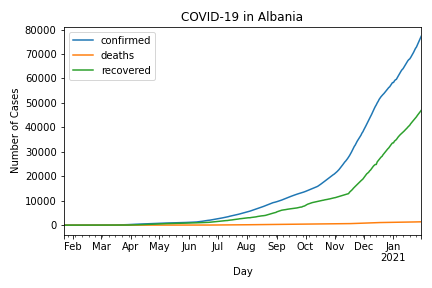 COVID-19 in Albania
confirmed
deaths
recovered
80000
70000
60000
50000
40000
30000
20000
10000
0
Number of Cases
Feb Mar Apr May Jun Jul Aug Sep Oct Nov Dec Jan
2021
Day